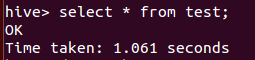 hive> select * from test;
OK
Time taken: 1.061 seconds